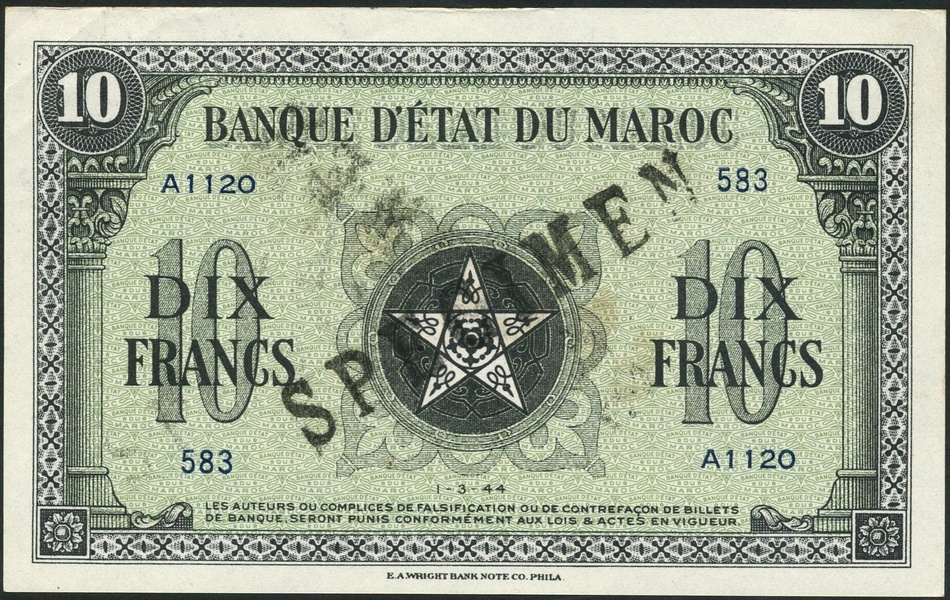 10 10
BANQUE D'ÉTAT DU MAROC
A1120 583
SPECIMEN
10 10
DIX DIX
FRANCS FRANCS
583 A1120
1-3-44
LES AUTEURS OU COMPLICES DE FALSIFICATION OU DE CONTREFAÇON DE BILLETS
DE BANQUE, SERONT PUNIS CONFORMÉMENT AUX LOIS & ACTES EN VIGUEUR.
E.A.WRIGHT BANK NOTE CO. PHILA.